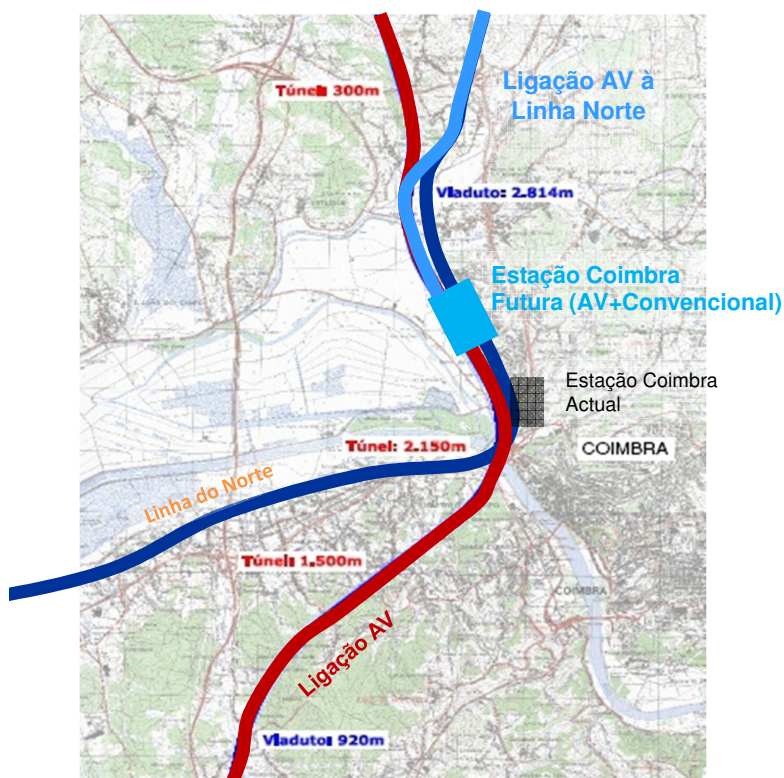 Túnel: 300m
Ligação AV à
Linha Norte
Viaduto: 2.814m
Estação Coimbra
Futura (AV+Convencional)
Estação Coimbra
Actual
Túnel: 2.150m
COIMBRA
Linha do Norte
Túnel: 1.500m
COIMBRA
Ligação AV
Viaduto: 920m